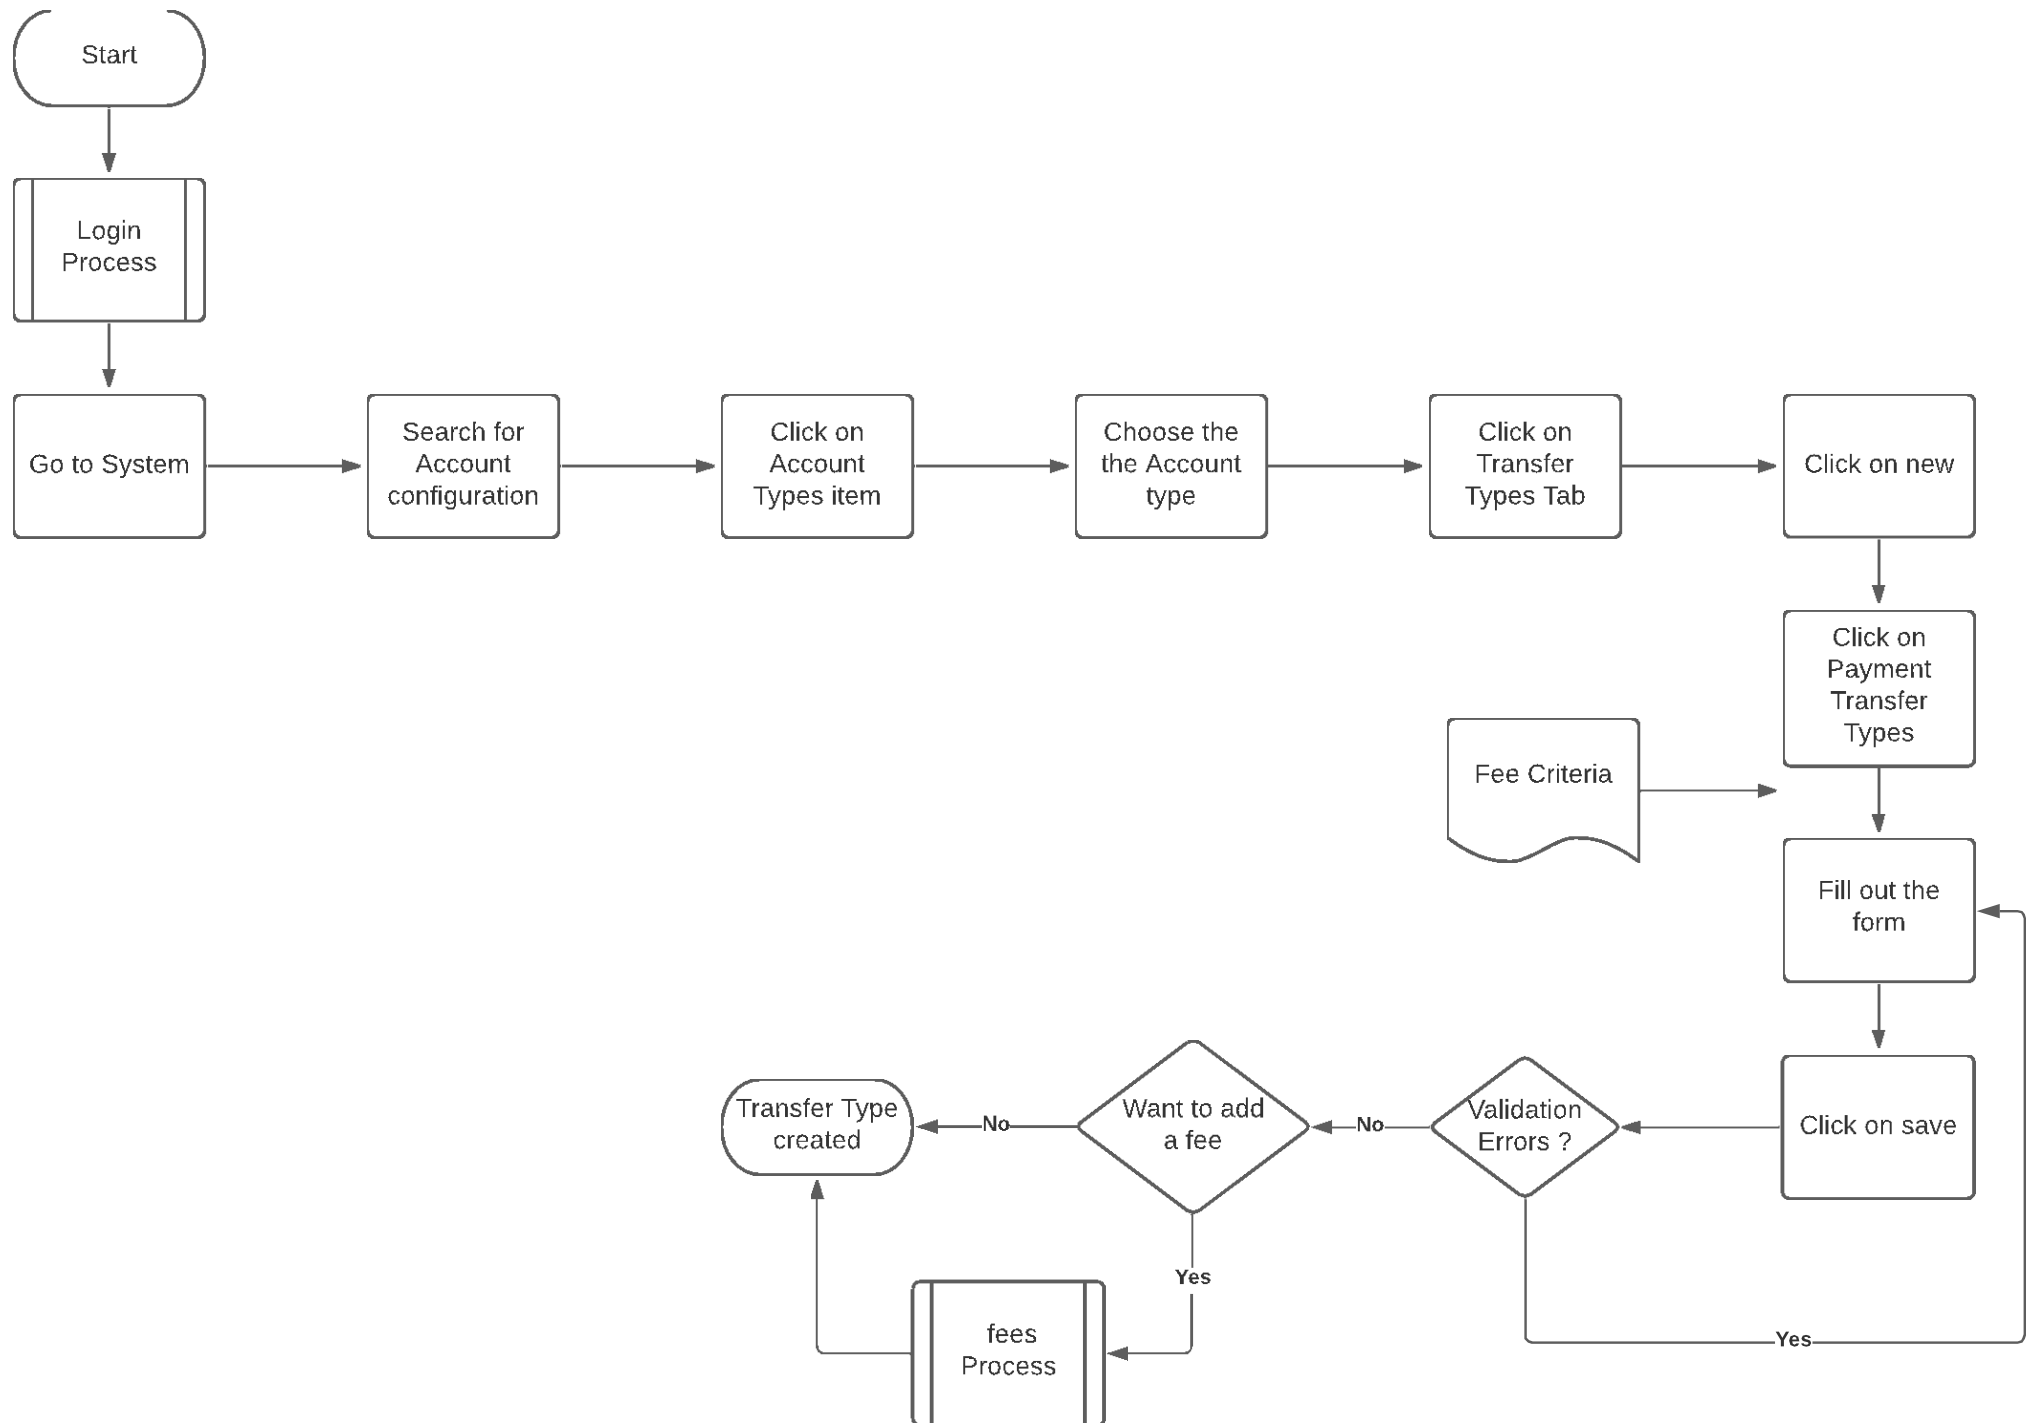 Start
Login
Process
Go to System
Search for
Account
configuration
Click on
Account
Types item
Choose the
the Account
type
Click on
Transfer
Types Tab
Click on new
Click on
Payment
Transfer
Types
Fee Criteria
Fill out the
form
Click on save
Validation
Errors ?
No
Want to add
a fee
No
Transfer Type
created
Yes
fees
Process
Yes